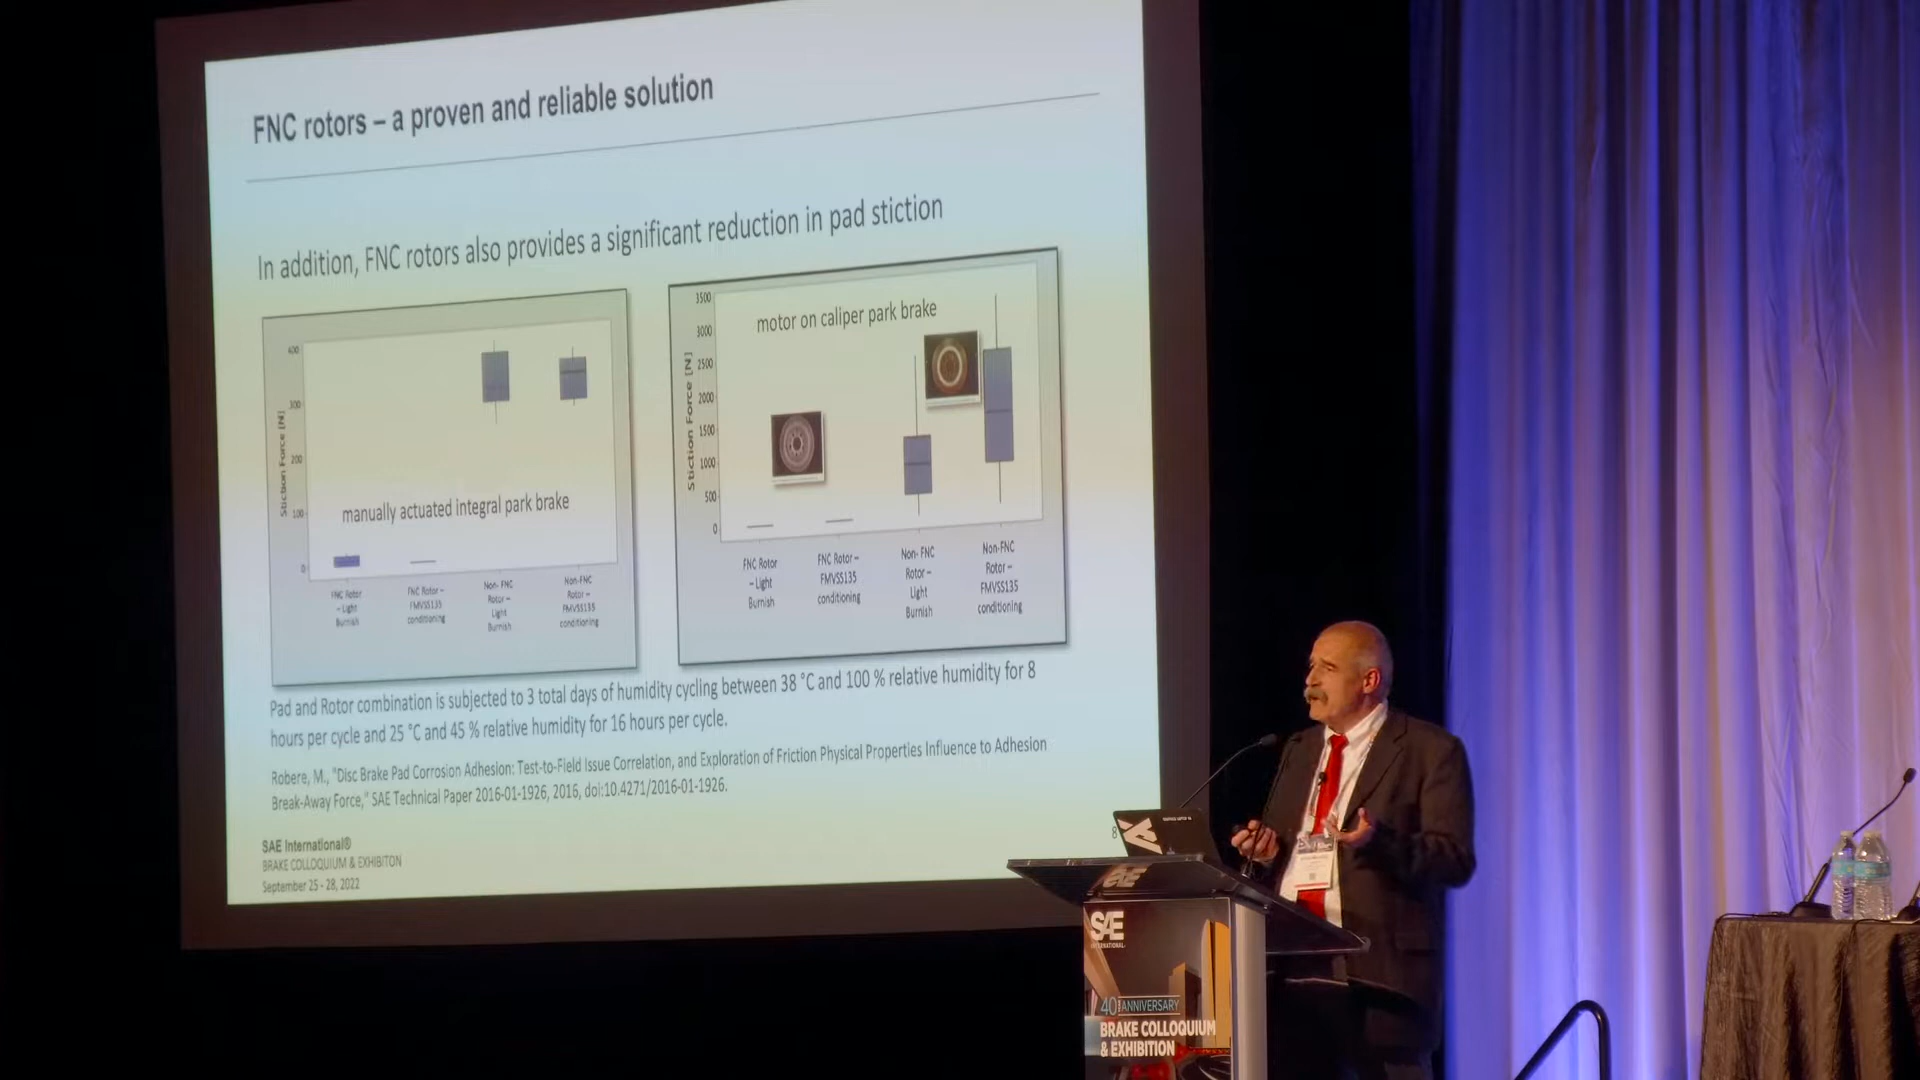 FNC rotors – a proven and reliable solution
In addition, FNC rotors also provides a significant reduction in pad stiction
Stiction Force [N]
400
300
200
100
0
manually actuated integral park brake
FNC Rotor
– Light
Burnish
FNC Rotor –
FMVSS135
conditioning
Non- FNC
Rotor –
Light
Burnish
Non-FNC
Rotor –
FMVSS135
conditioning
Stiction Force [N]
3500
3000
2500
2000
1500
1000
500
0
motor on caliper park brake
FNC Rotor
– Light
Burnish
FNC Rotor –
FMVSS135
conditioning
Non- FNC
Rotor –
Light
Burnish
Non-FNC
Rotor –
FMVSS135
conditioning
Pad and Rotor combination is subjected to 3 total days of humidity cycling between 38 °C and 100 % relative humidity for 8
hours per cycle and 25 °C and 45 % relative humidity for 16 hours per cycle.
Robere, M., "Disc Brake Pad Corrosion Adhesion: Test-to-Field Issue Correlation, and Exploration of Friction Physical Properties Influence to Adhesion
Break-Away Force," SAE Technical Paper 2016-01-1926, 2016, doi:10.4271/2016-01-1926.
SAE International®
BRAKE COLLOQUIUM & EXHIBITON
September 25 - 28, 2022
8
SAE
SAE
INTERNATIONAL
40 ANNIVERSARY
BRAKE COLLOQUIUM
& EXHIBITION